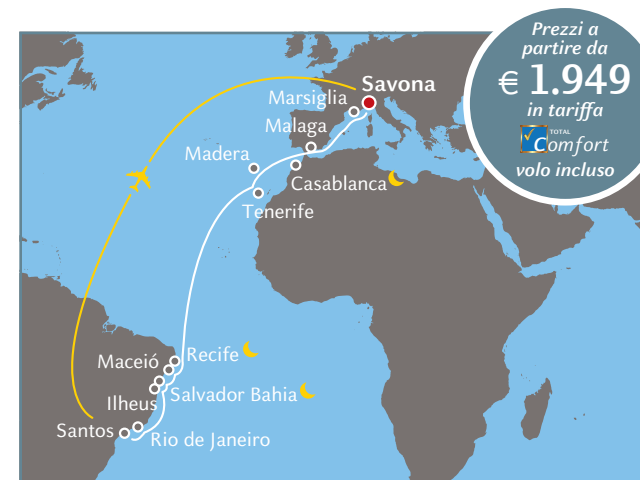 Prezzi a
partire da
€ 1.949
in tariffa
TOTAL
Comfort
volo incluso
Savona
Marsiglia
Malaga
Madera
Casablanca
Tenerife
Recife
Maceió
Salvador Bahia
Ilheus
Santos
Rio de Janeiro